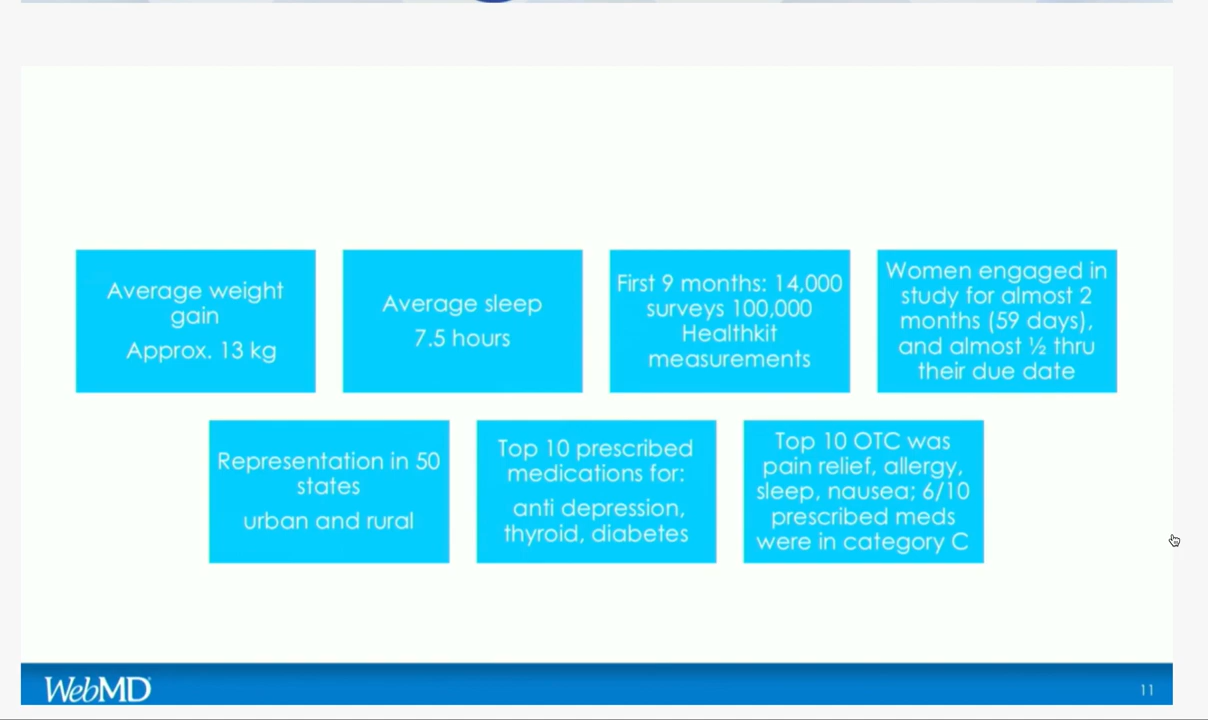 Average weight
gain
Approx. 13 kg
Average sleep
7.5 hours
First 9 months: 14,000
surveys 100,000
Healthkit
measurements
Women engaged in
study for almost 2
months (59 days),
and almost ½ thru
their due date
Representation in 50
states
urban and rural
Top 10 prescribed
medications for:
anti depression,
thyroid, diabetes
Top 10 OTC was
pain relief, allergy,
sleep, nausea; 6/10
prescribed meds
were in category C
WebMD
11